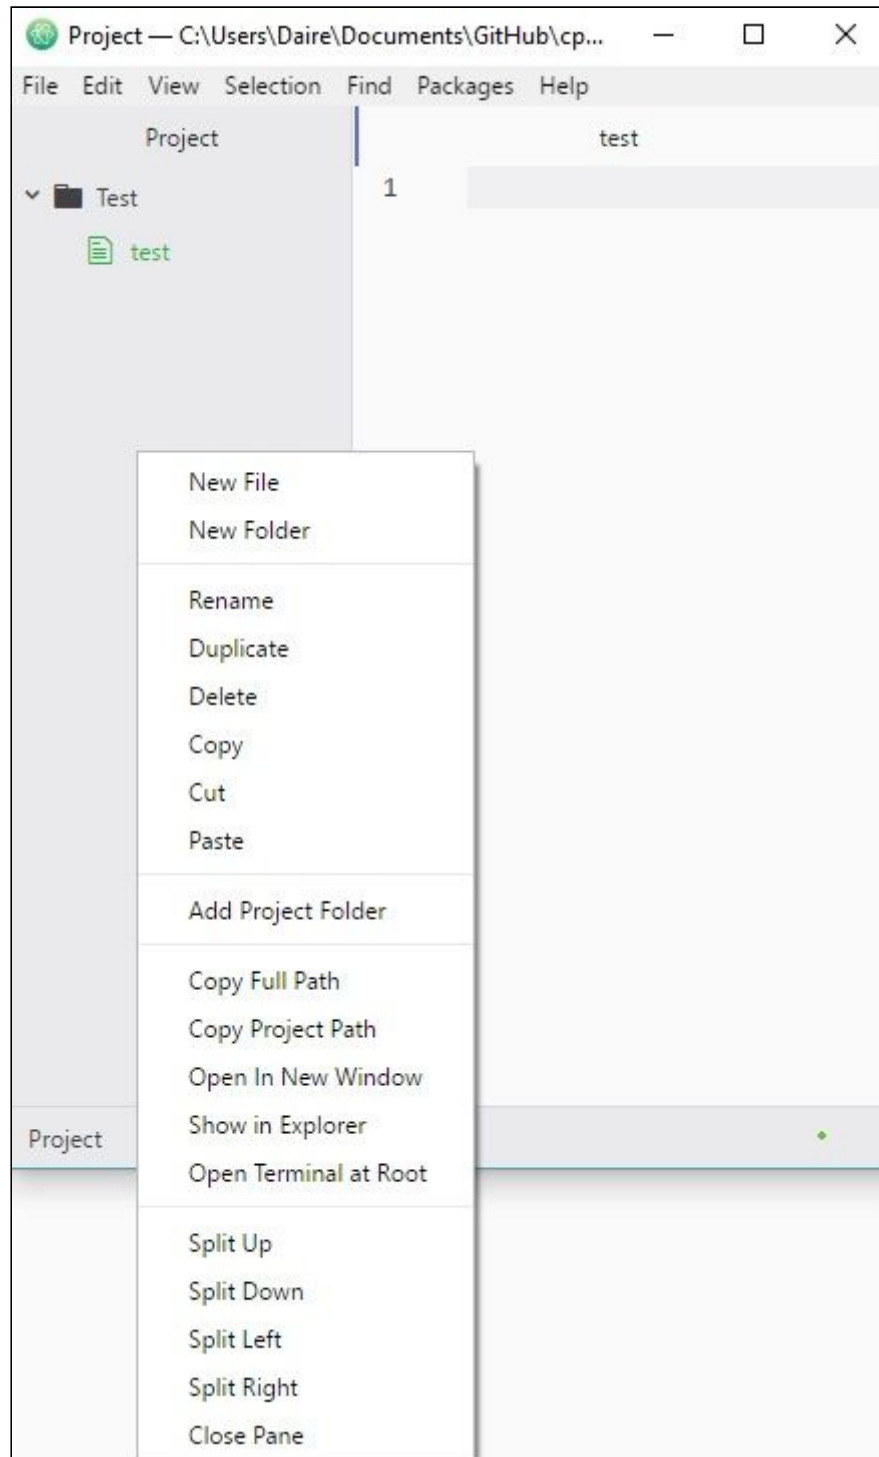 Project — C:\Users\Daire\Documents\GitHub\cp...
File Edit View Selection Find Packages Help
Project
test
Test
1
test
New File
New Folder
Rename
Duplicate
Delete
Copy
Cut
Paste
Add Project Folder
Copy Full Path
Copy Project Path
Open In New Window
Show in Explorer
Open Terminal at Root
Project
Split Up
Split Down
Split Left
Split Right
Close Pane